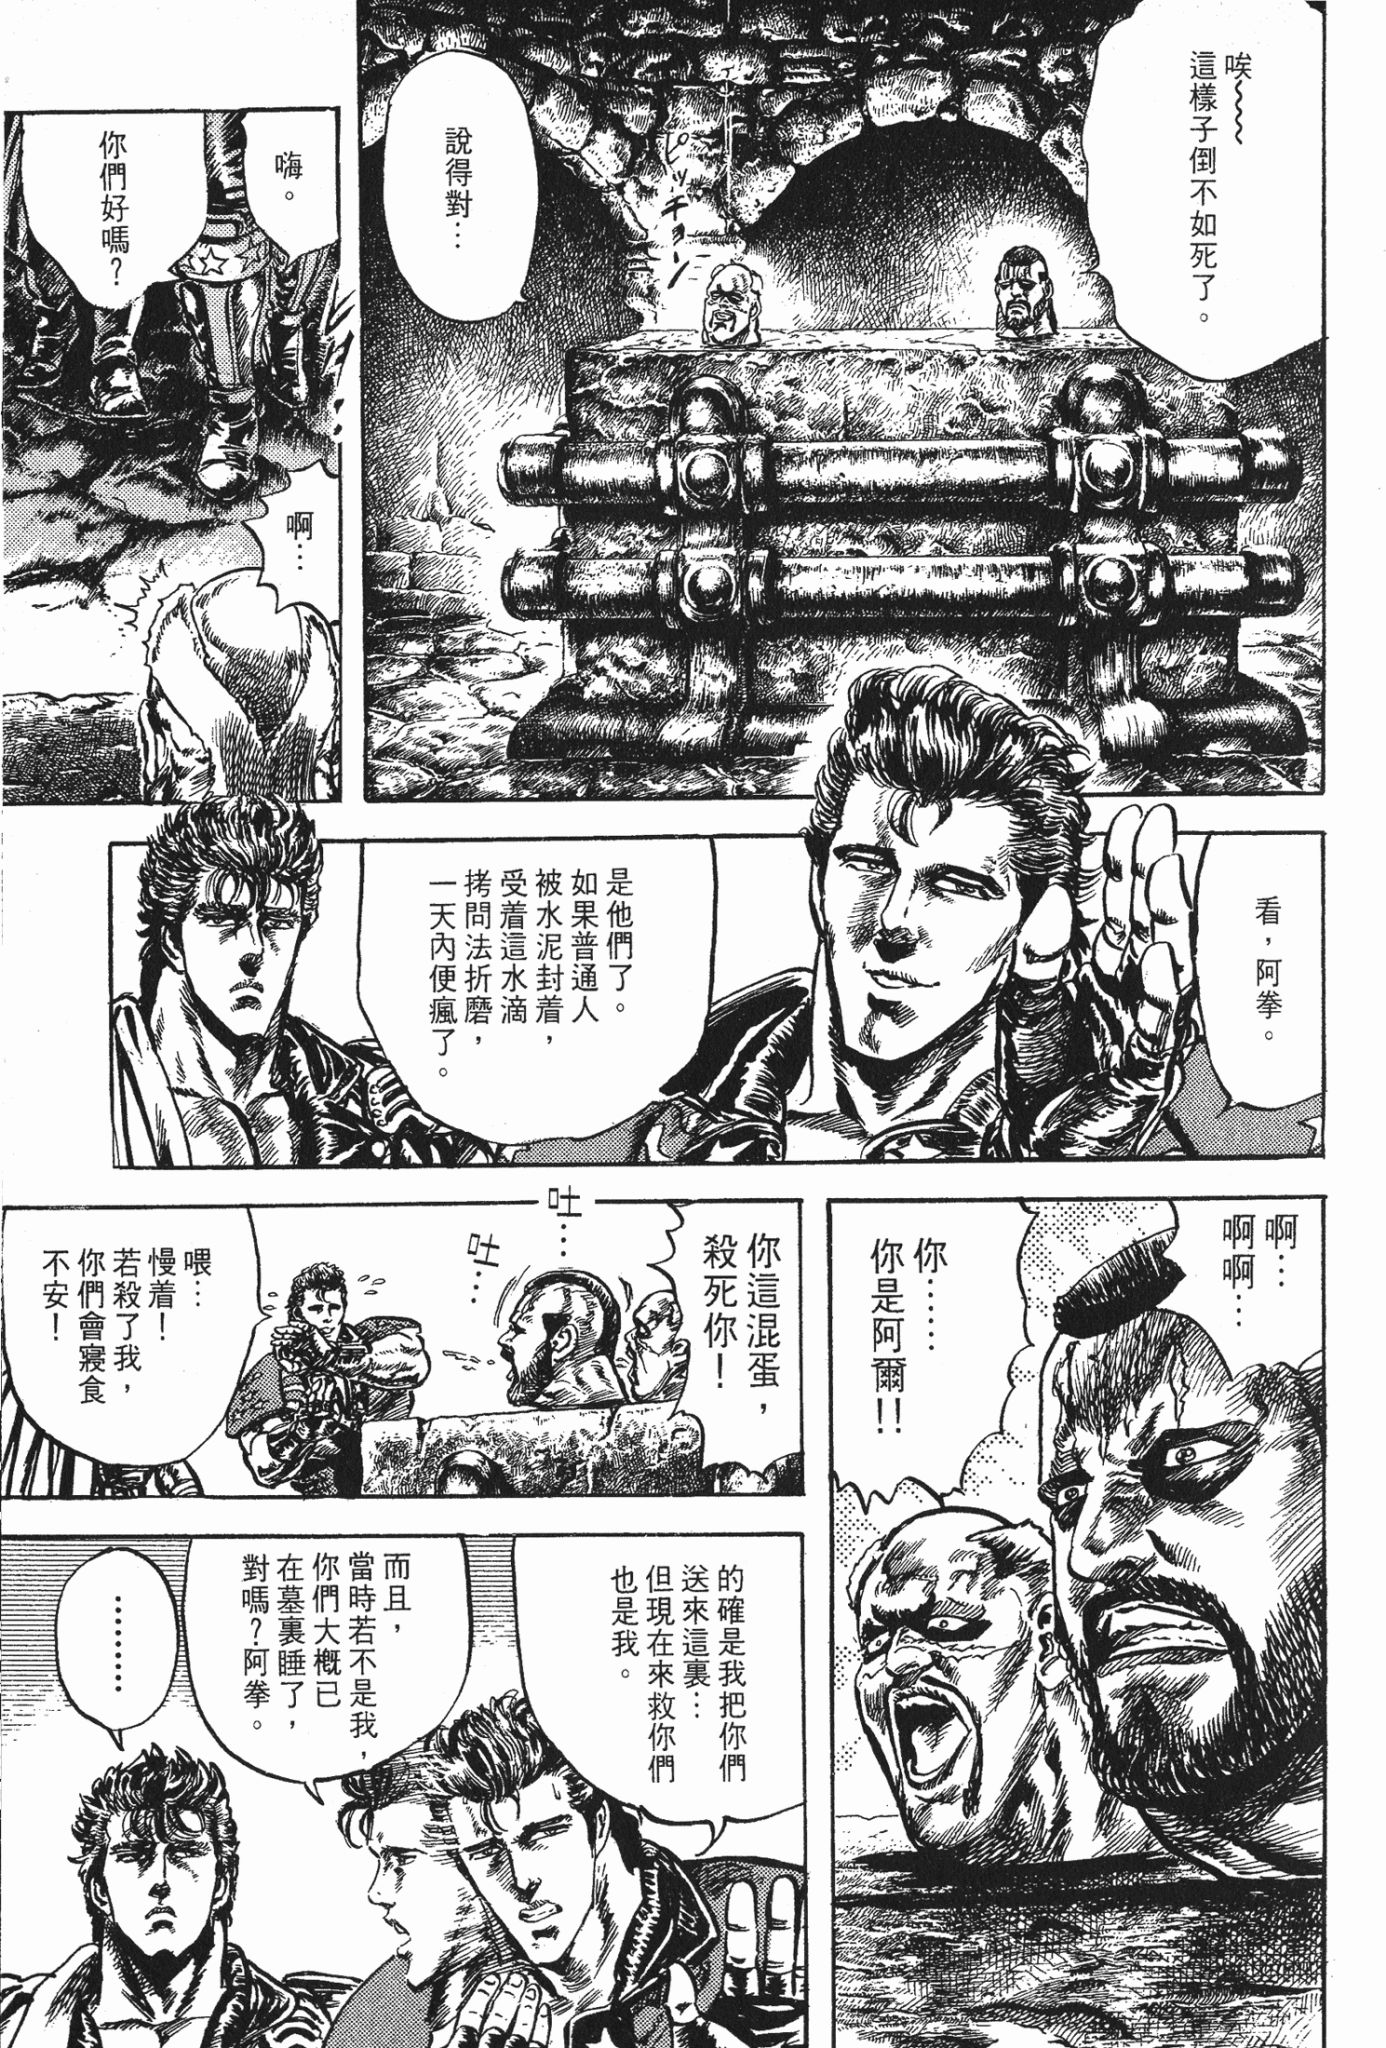 唉〜〜〜
這樣子倒不如死了。
ピッチョン
說得對…
嗨。
你們好嗎？
啊…
看，阿拳。
是他們了。
如果普通人
被水泥封着，
受着這水滴
拷問法折磨，
一天內便瘋了。
啊…
啊啊…
你……
你是阿爾!!
你這混蛋，
殺死你！
吐…
吐…
喂…
慢着！
若殺了我，
你們會寢食
不安！
的確是我把你們
送來這裏…
但現在來救你們
也是我。
而且，
當時若不是我，
你們大概已
在墓裏睡了，
對嗎？阿拳。
………